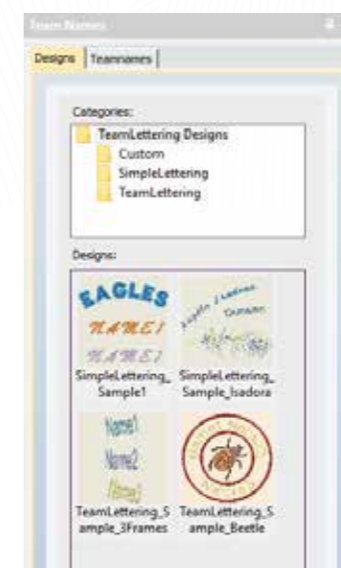 Team Names
Designs
Teamnames
Categories:
TeamLettering Designs
Custom
SimpleLettering
TeamLettering
Designs:
EAGLES
NAME1
NAME2
SimpleLettering_
Sample1
SimpleLettering_
Sample_Isadora
Name1
Name2
TeamLettering_S
ample_3Frames
TeamLettering_S
ample_Beetle